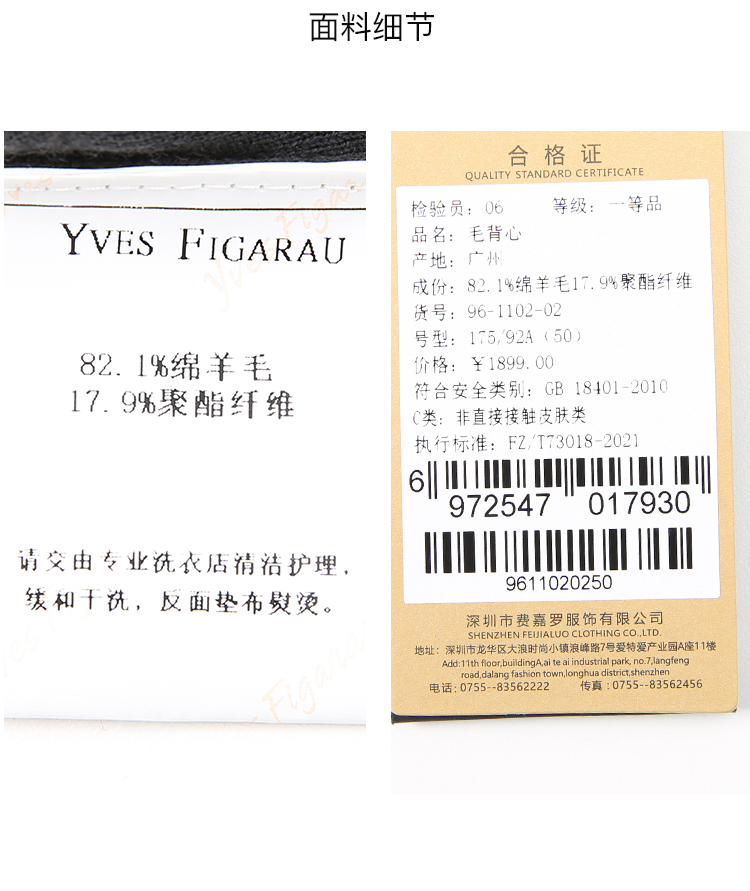 面料细节
YVES FIGARAU
82.1%绵羊毛
17.9%聚酯纤维
请交由专业洗衣店清洁护理，
缓和干洗，反面垫布熨烫。
合格证
QUALITY STANDARD CERTIFICATE
检验员：06 等级：一等品
品名：毛背心
产地：广州
成份：82.1%绵羊毛17.9%聚酯纤维
货号：96-1102-02
号型：175/92A（50）
价格：￥1899.00
符合安全类别：GB 18401-2010
C类：非直接接触皮肤类
执行标准：FZ/T73018-2021
6 972547 017930
9611020250
深圳市费嘉罗服饰有限公司
SHENZHEN FEIJIALUO CLOTHING CO.,LTD.
地址：深圳市龙华区大浪时尚小镇浪峰路7号爱特爱产业园A座11楼
Add:11th floor,buildingA,ai te ai industrial park, no.7,langfeng
road,dalang fashion town,longhua district,shenzhen
电话：0755--83562222 传真：0755--83562456